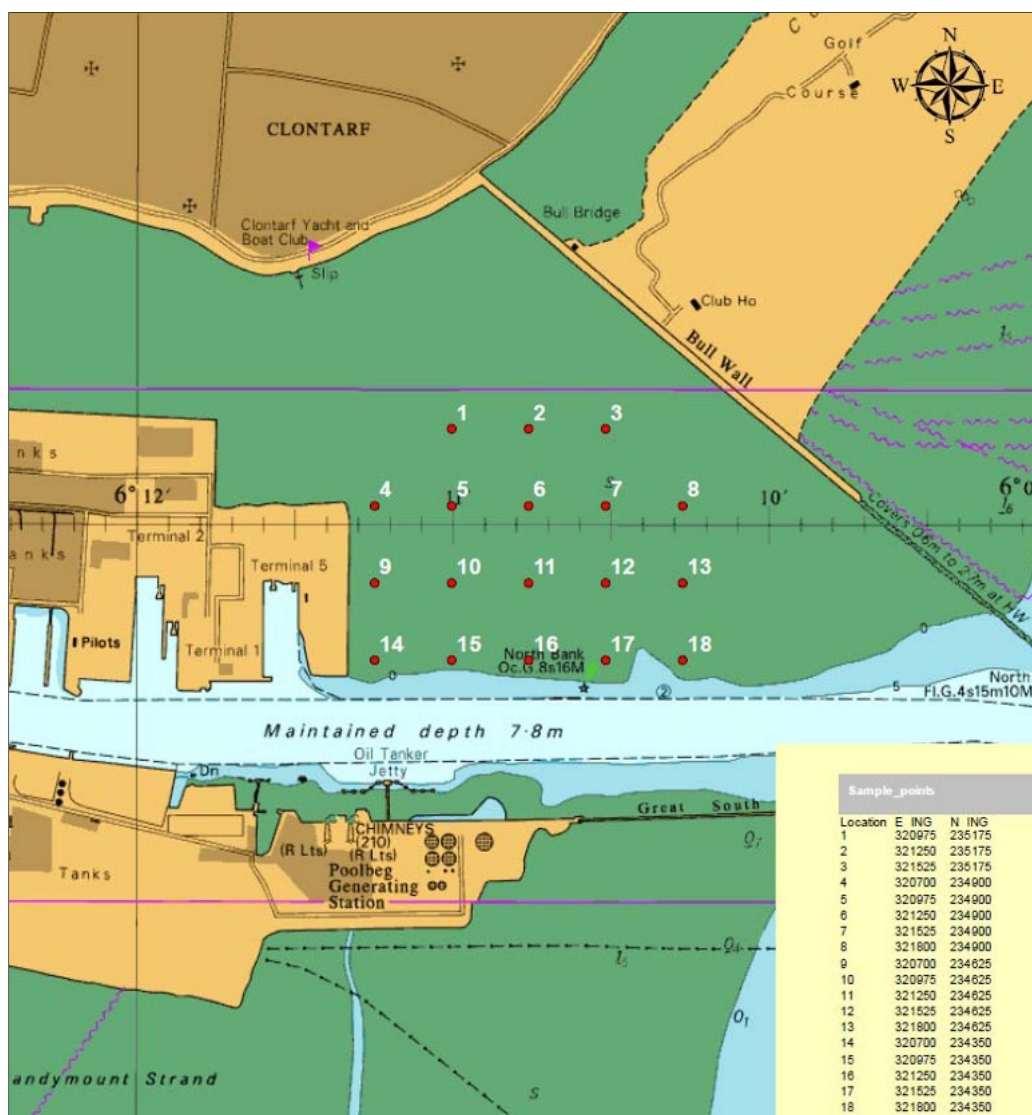 Golf
Course
N
W E
S
CLONTARF
Clontarf Yacht and
Boat Club
Slip
Bull Bridge
Club Ho
Bull Wall
1 2 3
4 5 6 7 8
6° 12′ 11 S 10′ 6° 0
nks
Terminal 2
anks
Terminal 5
Covers 0.6m to 2.7m at HW
9 10 11 12 13
Pilots
Terminal 1
14 15 16 17 18
North Bank
Oc.G.8s16M
0 0
2
5
North
Fl.G.4s15m10M
Maintained depth 7·8m
Oil Tanker
Jetty
Dn
Great South
CHIMNEYS
(210)
(R Lts) (R Lts)
Poolbeg
Generating
Station
Tanks
andymount Strand
S
Sample_points
Location E_ING N_ING
1 320975 235175
2 321250 235175
3 321525 235175
4 320700 234900
5 320975 234900
6 321250 234900
7 321525 234900
8 321800 234900
9 320700 234625
10 320975 234625
11 321250 234625
12 321525 234625
13 321800 234625
14 320700 234350
15 320975 234350
16 321250 234350
17 321525 234350
18 321800 234350